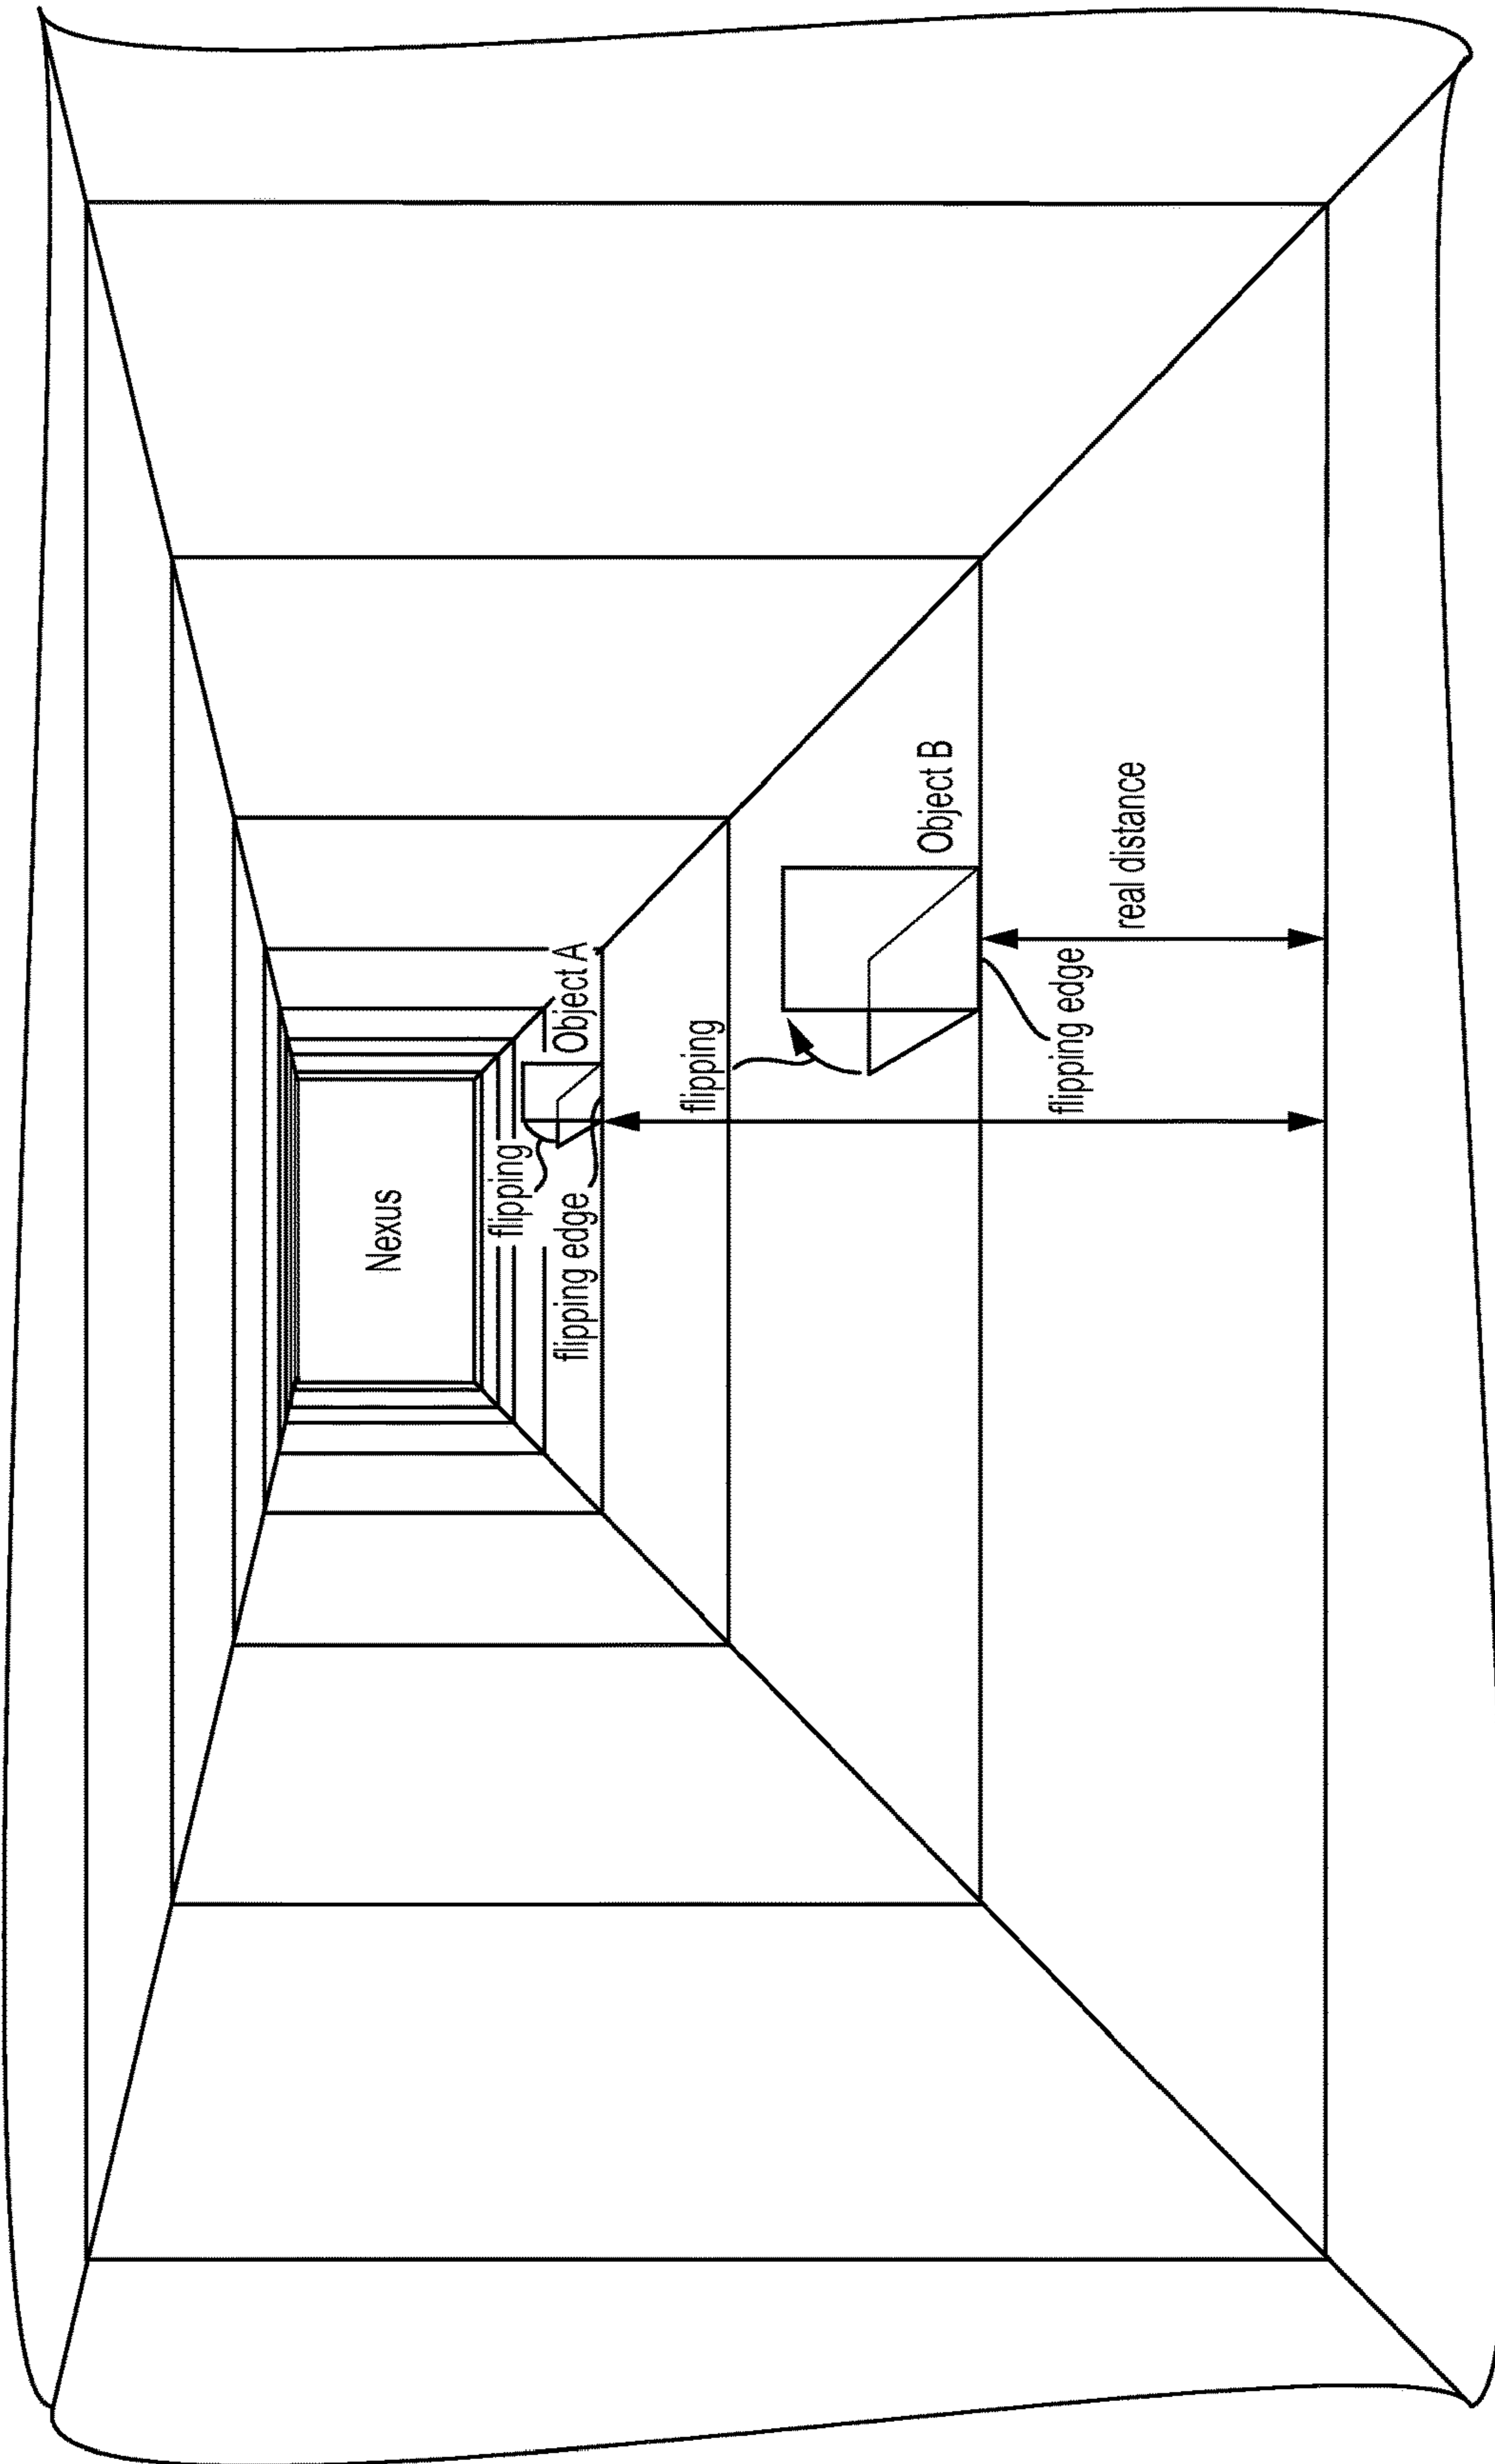 Nexus
flipping
Object A
flipping edge
flipping
Object B
flipping edge
real distance